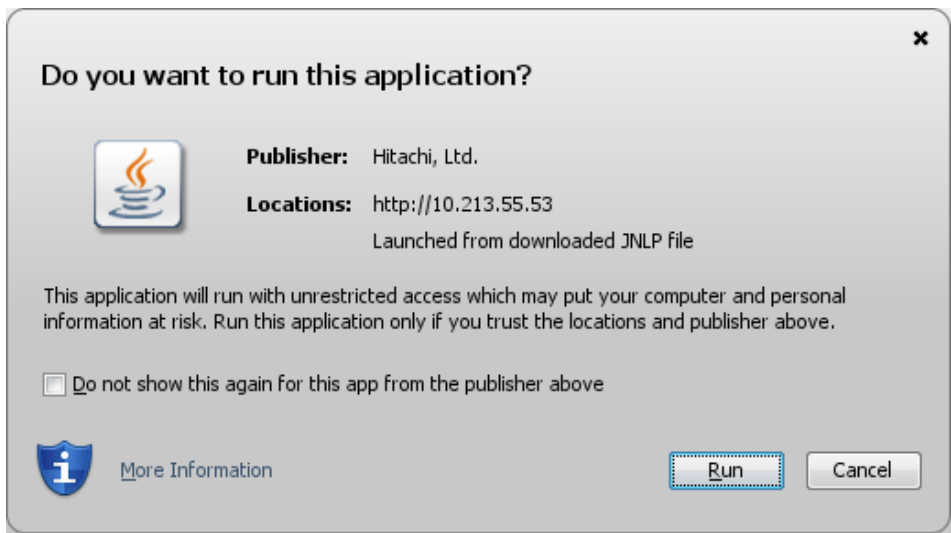 Do you want to run this application?
Publisher: Hitachi, Ltd.
Locations: http://10.213.55.53
Launched from downloaded JNLP file
This application will run with unrestricted access which may put your computer and personal
information at risk. Run this application only if you trust the locations and publisher above.
Do not show this again for this app from the publisher above
More Information
Run Cancel